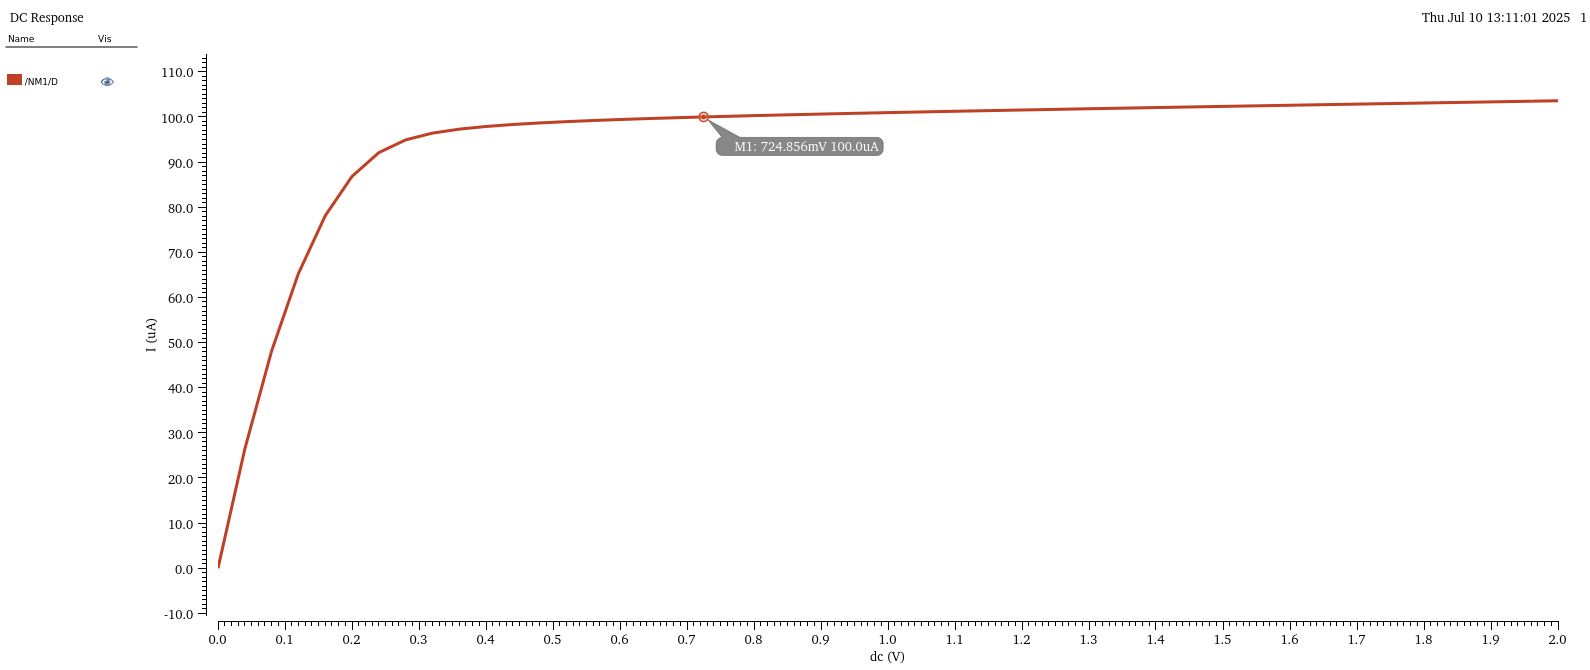 DC Response
Thu Jul 10 13:11:01 2025 1
Name Vis
/NM1/D
I (uA)
110.0
100.0
90.0
80.0
70.0
60.0
50.0
40.0
30.0
20.0
10.0
0.0
-10.0
M1: 724.856mV 100.0uA
0.0 0.1 0.2 0.3 0.4 0.5 0.6 0.7 0.8 0.9 1.0 1.1 1.2 1.3 1.4 1.5 1.6 1.7 1.8 1.9 2.0
dc (V)